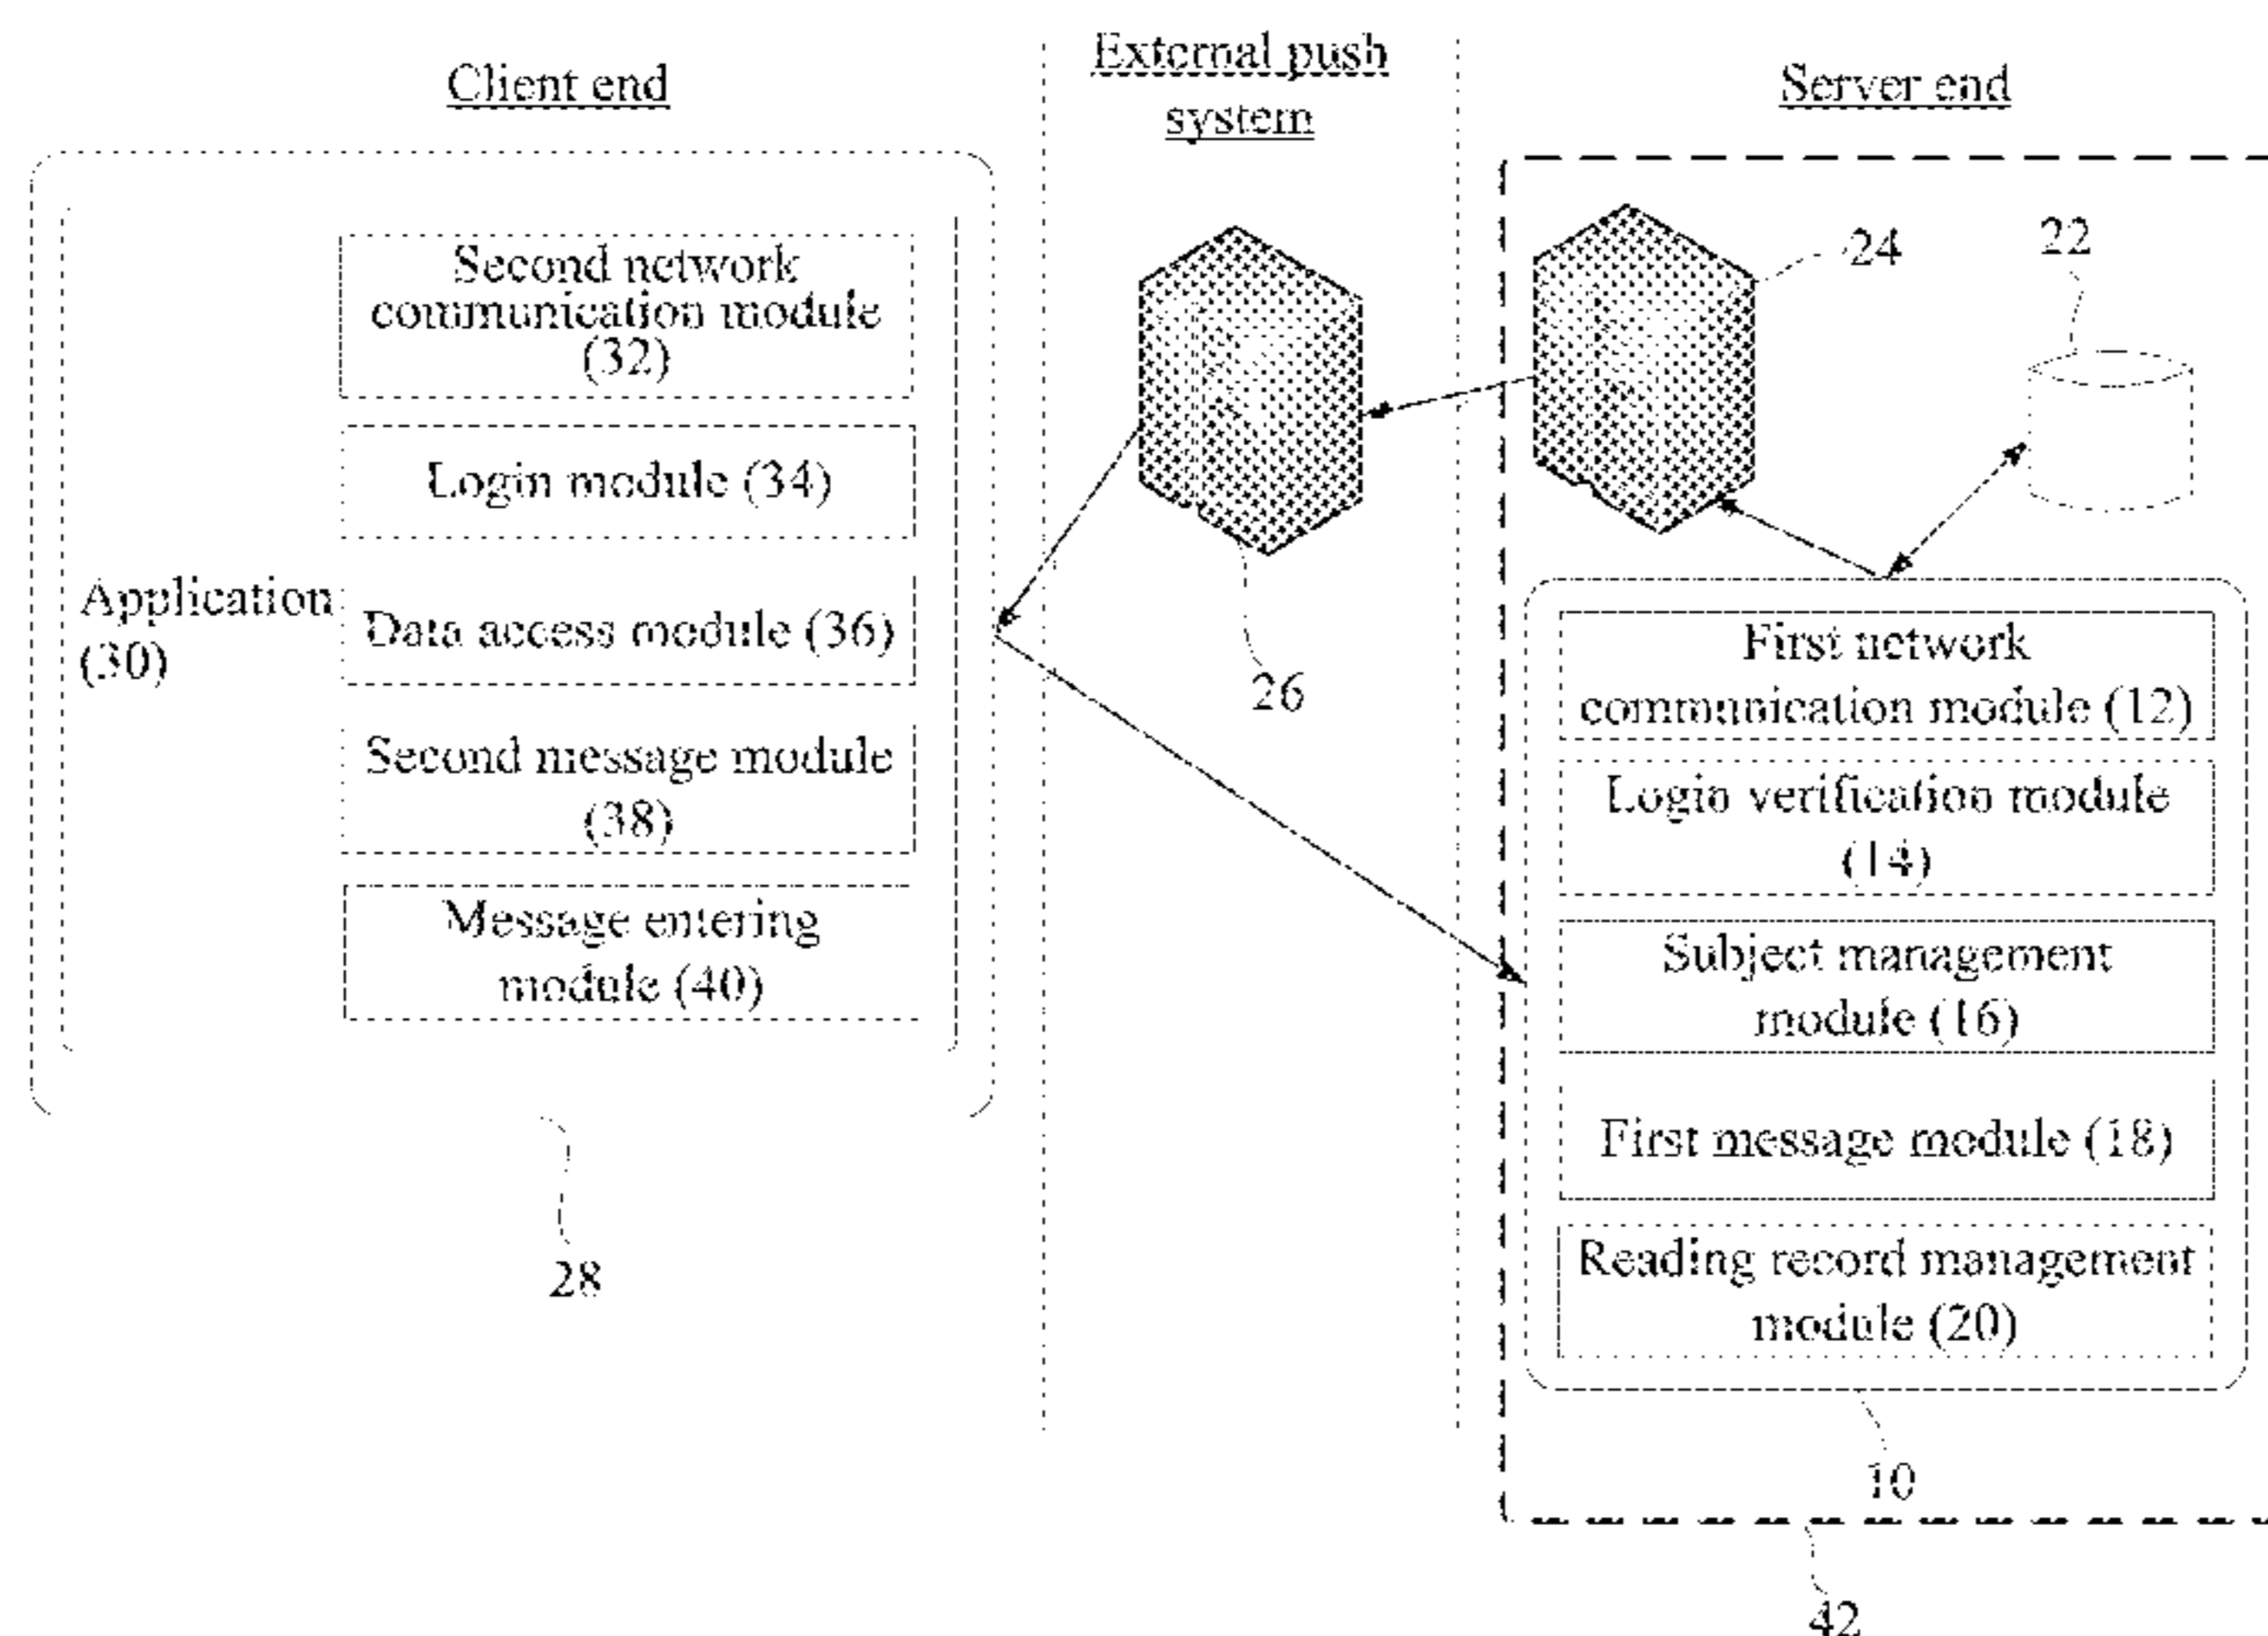 Client end
Second network
communication module
(32)
Login module (34)
Application
(30)
Data access module (36)
Second message module
(38)
Message entering
module (40)
28
External push
system
26
Server end
24
22
First network
communication module (12)
Login verification module
(14)
Subject management
module (16)
First message module (18)
Reading record management
module (20)
10
42